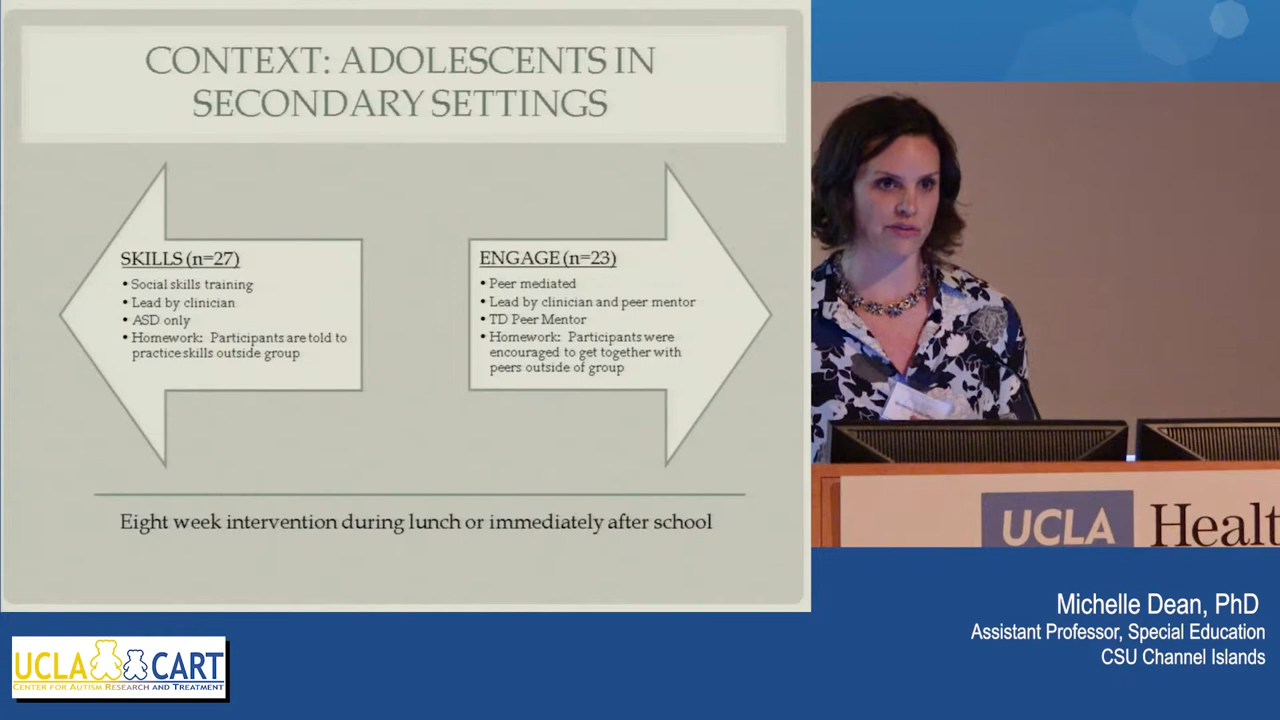 CONTEXT: ADOLESCENTS IN
SECONDARY SETTINGS
SKILLS (n=27)
• Social skills training
• Lead by clinician
• ASD only
• Homework: Participants are told to
practice skills outside group
ENGAGE (n=23)
• Peer mediated
• Lead by clinician and peer mentor
• TD Peer Mentor
• Homework: Participants were
encouraged to get together with
peers outside of group
Eight week intervention during lunch or immediately after school
UCLA Healt
Michelle Dean, PhD
Assistant Professor, Special Education
CSU Channel Islands
UCLA CART
CENTER FOR AUTISM RESEARCH AND TREATMENT